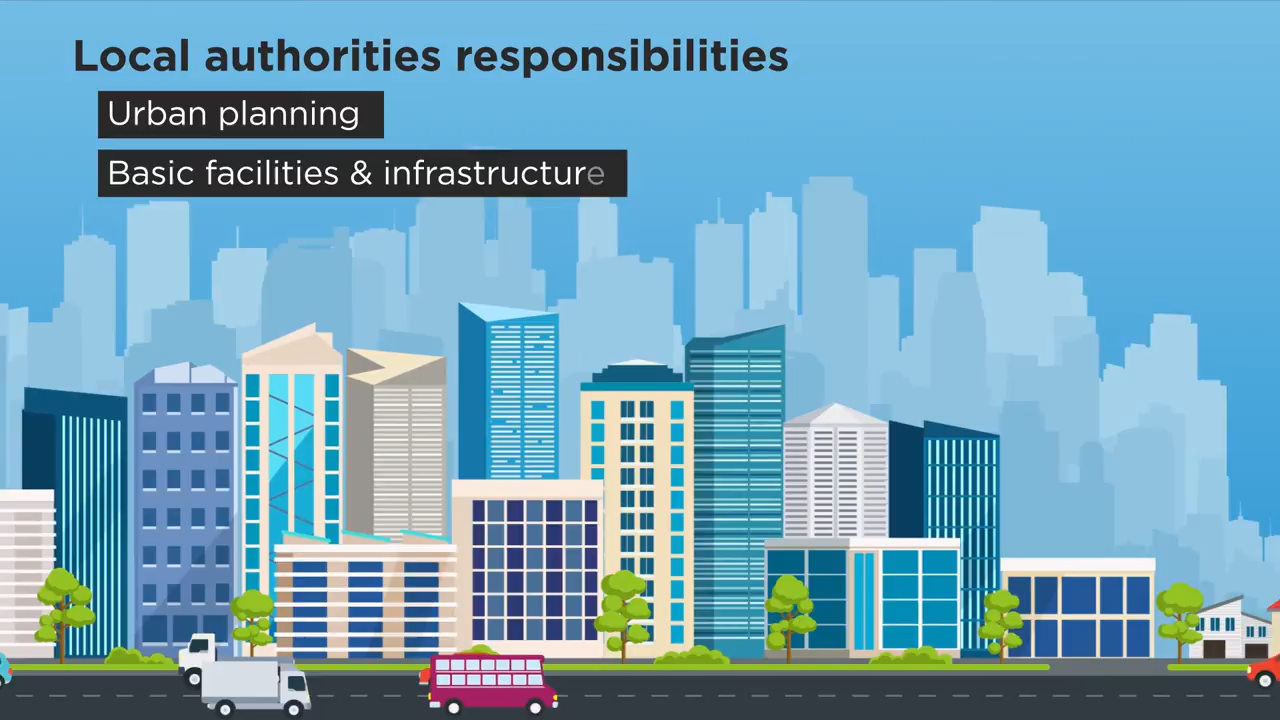 Local authorities responsibilities
Urban planning
Basic facilities & infrastructure